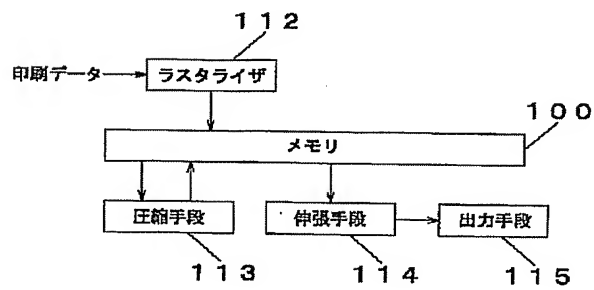 112
印刷データ
ラスタライザ
100
メモリ
圧縮手段
伸張手段
出力手段
113
114
115